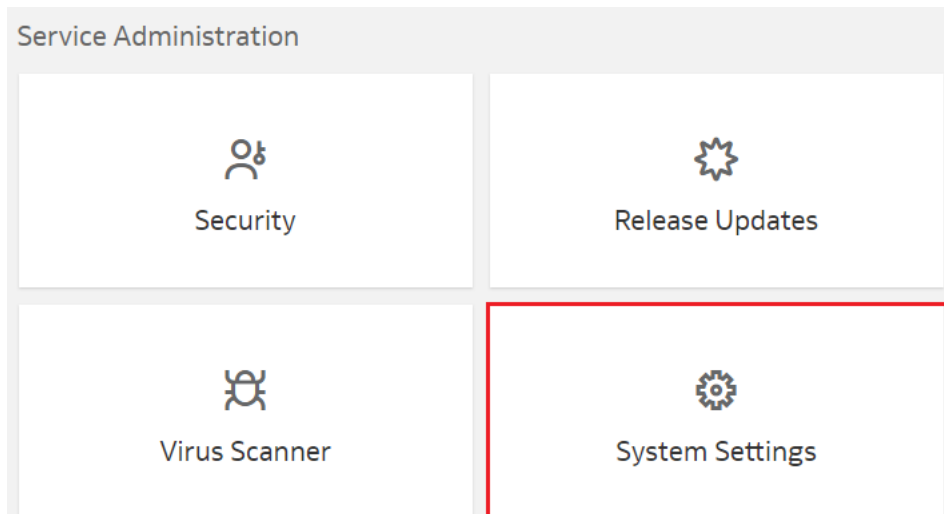 Service Administration
Security
Release Updates
Virus Scanner
System Settings